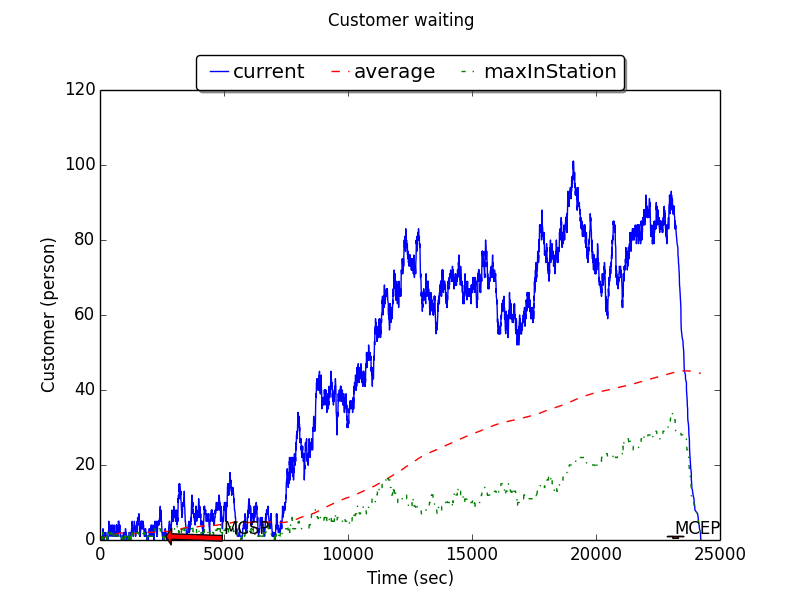 Customer waiting
current average maxInStation
120
100
80
60
40
20
0
Customer (person)
MCSP
MCEP
0 5000 10000 15000 20000 25000
Time (sec)